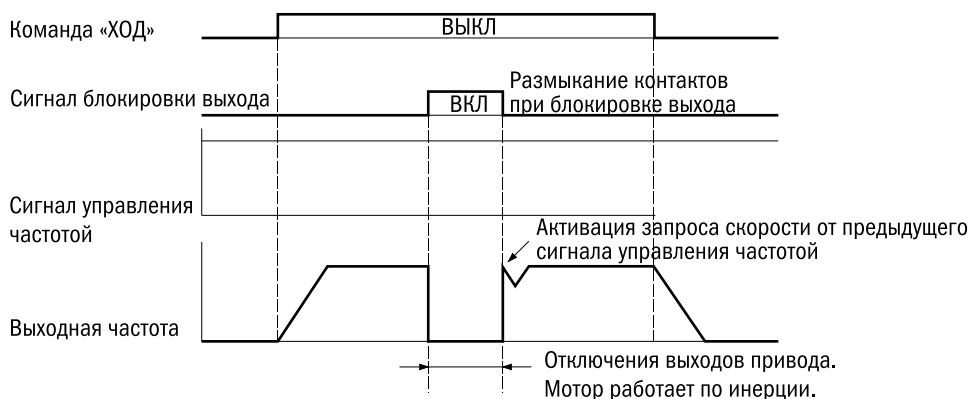 Команда «ХОД»
ВЫКЛ
Сигнал блокировки выхода
ВКЛ
Размыкание контактов
при блокировке выхода
Сигнал управления
частотой
Активация запроса скорости от предыдущего
сигнала управления частотой
Выходная частота
Отключения выходов привода.
Мотор работает по инерции.